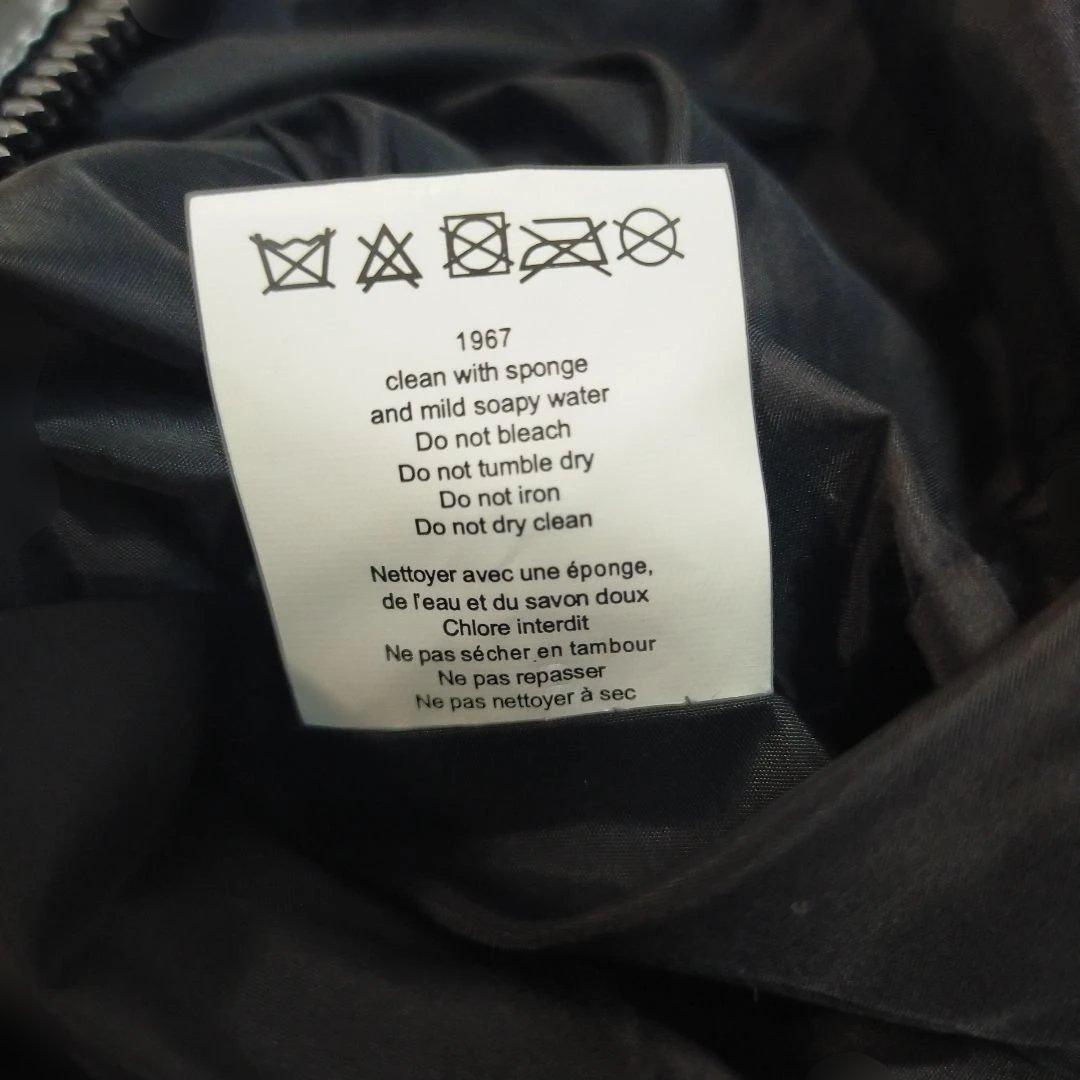 1967
clean with sponge
and mild soapy water
Do not bleach
Do not tumble dry
Do not iron
Do not dry clean
Nettoyer avec une éponge,
de l'eau et du savon doux
Chlore interdit
Ne pas sécher en tambour
Ne pas repasser
Ne pas nettoyer à sec